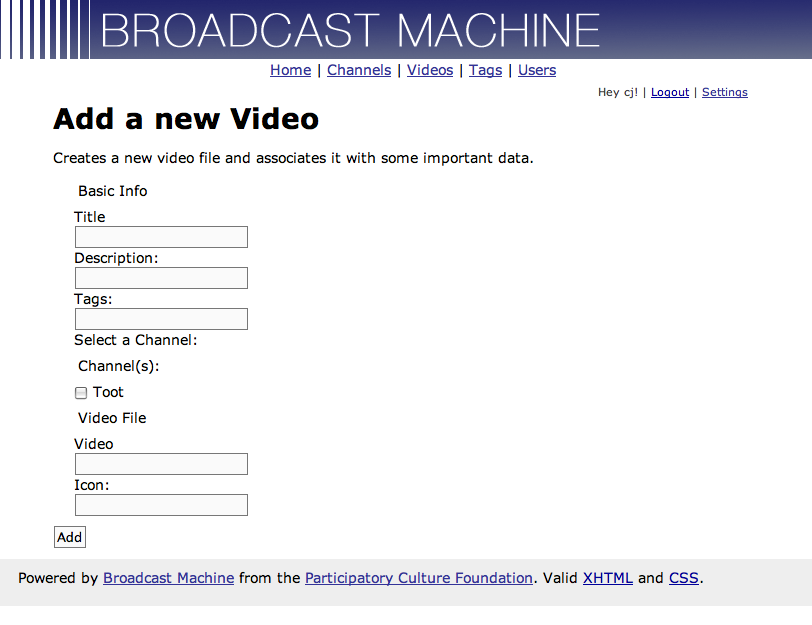 BROADCAST MACHINE
Home | Channels | Videos | Tags | Users
Hey cj! | Logout | Settings
Add a new Video
Creates a new video file and associates it with some important data.
Basic Info
Title
Description:
Tags:
Select a Channel:
Channel(s):
Toot
Video File
Video
Icon:
Add
Powered by Broadcast Machine from the Participatory Culture Foundation. Valid XHTML and CSS.